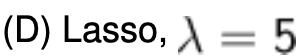 (D) Lasso, λ = 5